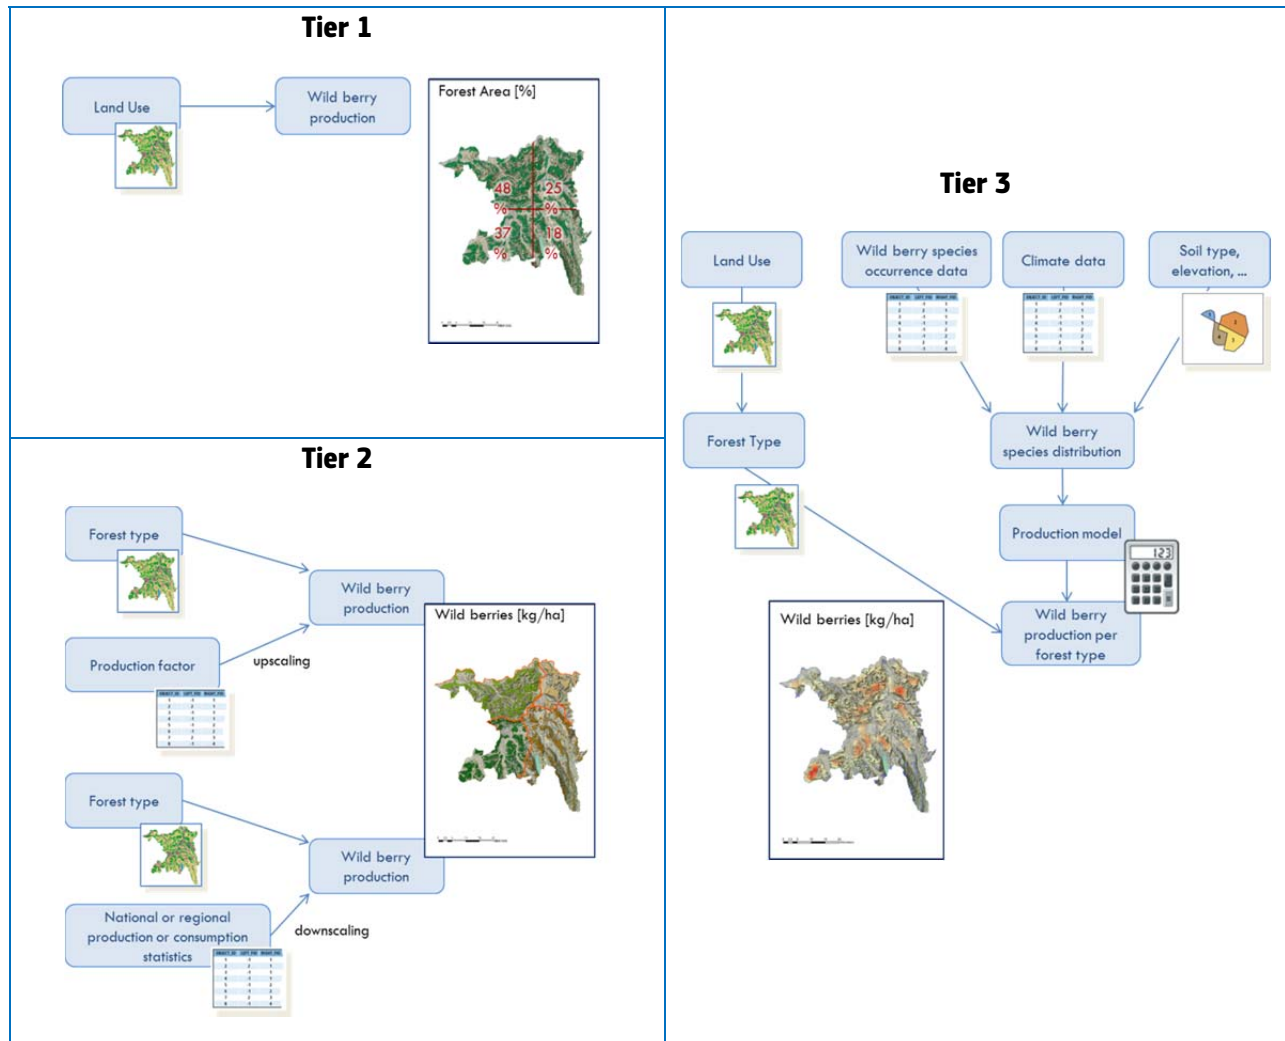 Tier 1
Land Use
Wild berry
production
Forest Area [%]
48
%
25
%
37
%
18
%
Tier 2
Forest type
Wild berry
production
Production factor
upscaling
Wild berries [kg/ha]
Forest type
Wild berry
production
National or regional
production or consumption
statistics
downscaling
Tier 3
Land Use
Wild berry species
occurrence data
Climate data
Soil type,
elevation, ...
Forest Type
Wild berry
species distribution
Production model
123
Wild berry
production per
forest type
Wild berries [kg/ha]